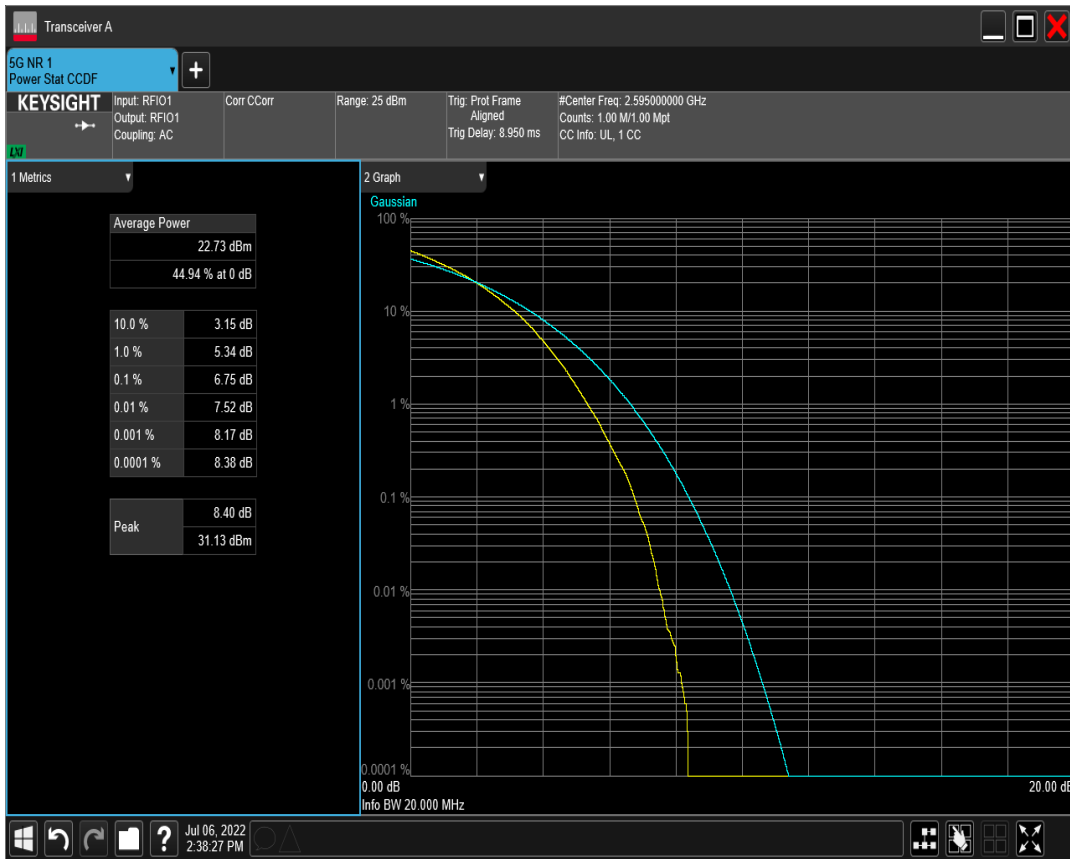 Transceiver A
5G NR 1
Power Stat CCDF
+
KEYSIGHT
LXI
Input: RFIO1
Output: RFIO1
Coupling: AC
Corr CCorr
Range: 25 dBm
Trig: Prot Frame
Aligned
Trig Delay: 8.950 ms
#Center Freq: 2.595000000 GHz
Counts: 1.00 M/1.00 Mpt
CC Info: UL, 1 CC
1 Metrics
Average Power
22.73 dBm
44.94 % at 0 dB
10.0 % 3.15 dB
1.0 % 5.34 dB
0.1 % 6.75 dB
0.01 % 7.52 dB
0.001 % 8.17 dB
0.0001 % 8.38 dB
Peak
8.40 dB
31.13 dBm
2 Graph
Gaussian
100 %
10 %
1 %
0.1 %
0.01 %
0.001 %
0.0001 %
0.00 dB
20.00 dB
Info BW 20.000 MHz
?
Jul 06, 2022
2:38:27 PM